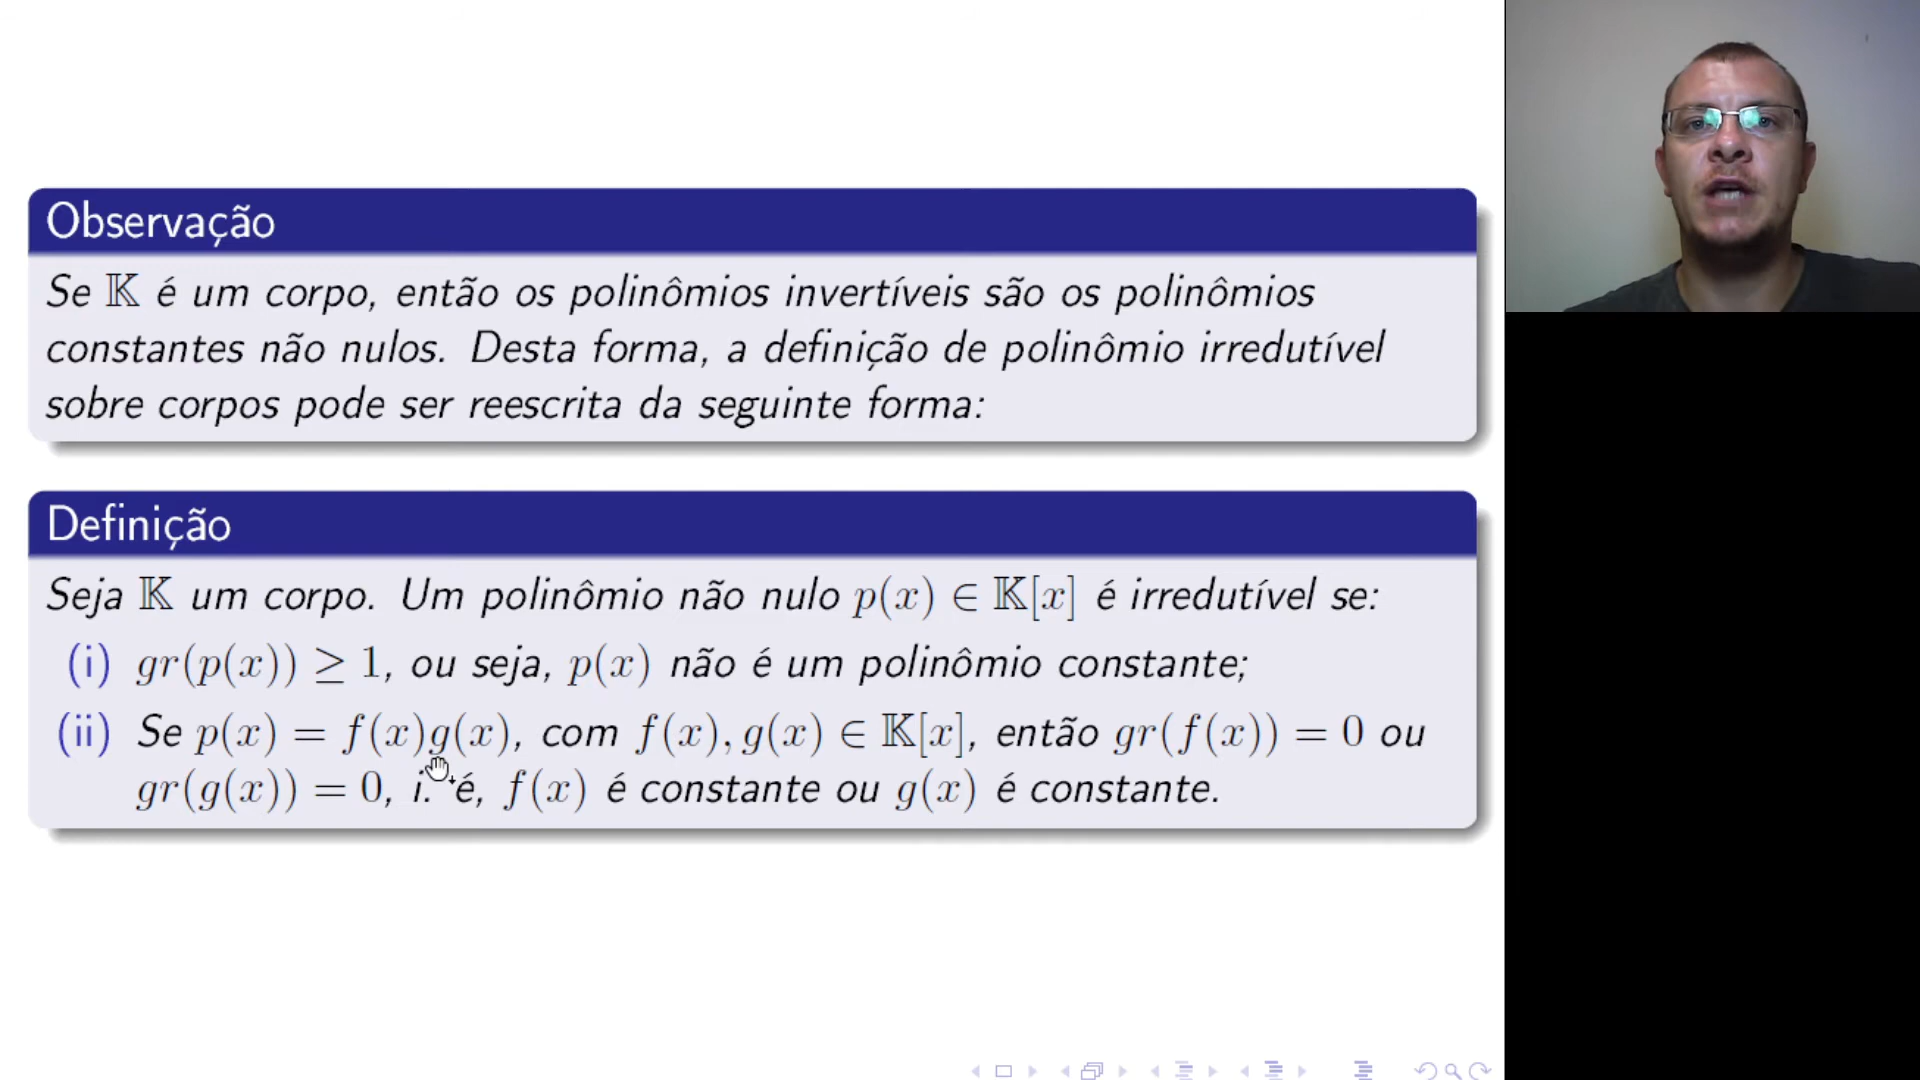 Observação
Se 𝕂 é um corpo, então os polinômios invertíveis são os polinômios
constantes não nulos. Desta forma, a definição de polinômio irredutível
sobre corpos pode ser reescrita da seguinte forma:
Definição
Seja 𝕂 um corpo. Um polinômio não nulo p(x) ∈ 𝕂[x] é irredutível se:
(i) gr(p(x)) ≥ 1, ou seja, p(x) não é um polinômio constante;
(ii) Se p(x) = f(x)g(x), com f(x), g(x) ∈ 𝕂[x], então gr(f(x)) = 0 ou
gr(g(x)) = 0, i. é, f(x) é constante ou g(x) é constante.